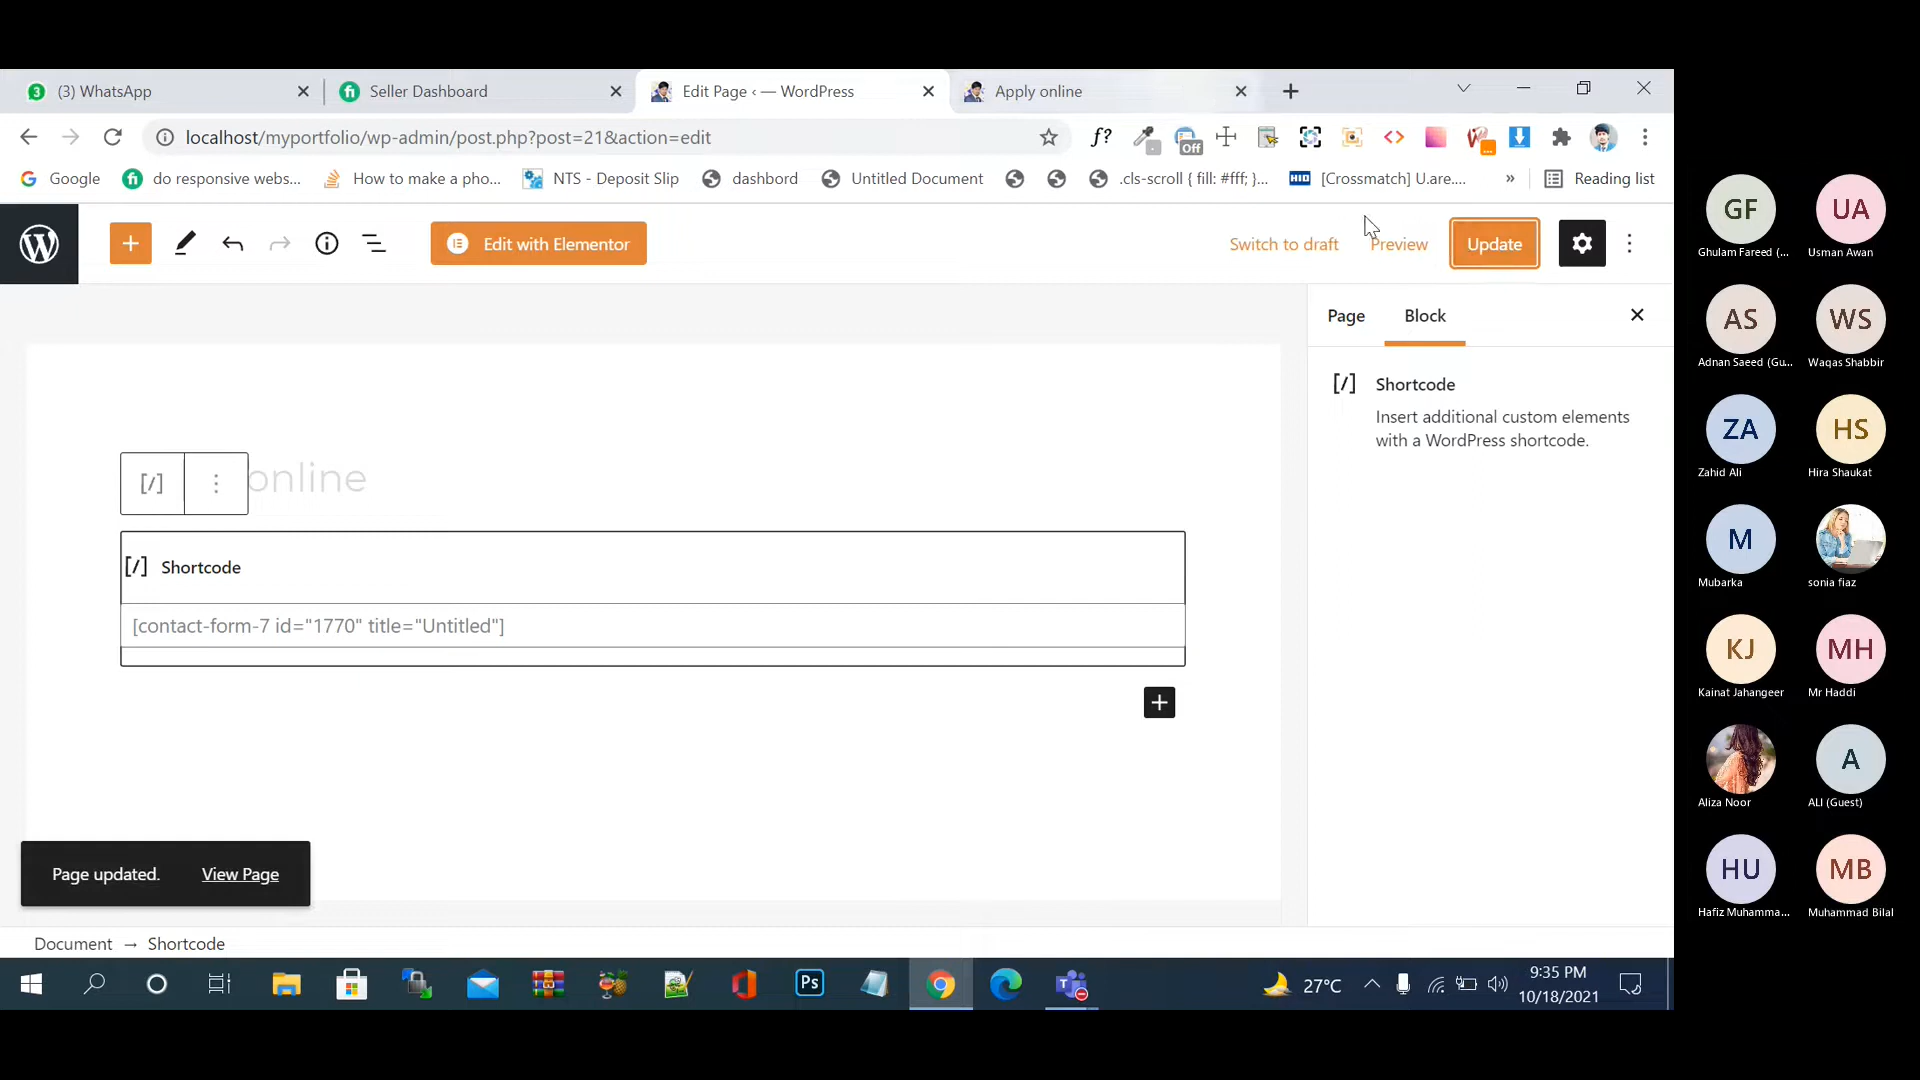 (3) WhatsApp
Seller Dashboard
Edit Page ‹ — WordPress
Apply online
localhost/myportfolio/wp-admin/post.php?post=21&action=edit
f?
Off
Google
do responsive webs...
How to make a pho...
NTS - Deposit Slip
dashbord
Untitled Document
.cls-scroll { fill: #fff; }...
HID
[Crossmatch] U.are....
»
Reading list
Edit with Elementor
Switch to draft
Preview
Update
Page
Block
[/] Shortcode
Insert additional custom elements
with a WordPress shortcode.
[/]
online
[/] Shortcode
[contact-form-7 id="1770" title="Untitled"]
Page updated.
View Page
Document → Shortcode
Ps
27°C
9:35 PM
10/18/2021
GF
Ghulam Fareed (...
UA
Usman Awan
AS
Adnan Saeed (Gu...
WS
Waqas Shabbir
ZA
Zahid Ali
HS
Hira Shaukat
M
Mubarka
sonia fiaz
KJ
Kainat Jahangeer
MH
Mr Haddi
Aliza Noor
A
ALI (Guest)
HU
Hafiz Muhamma...
MB
Muhammad Bilal